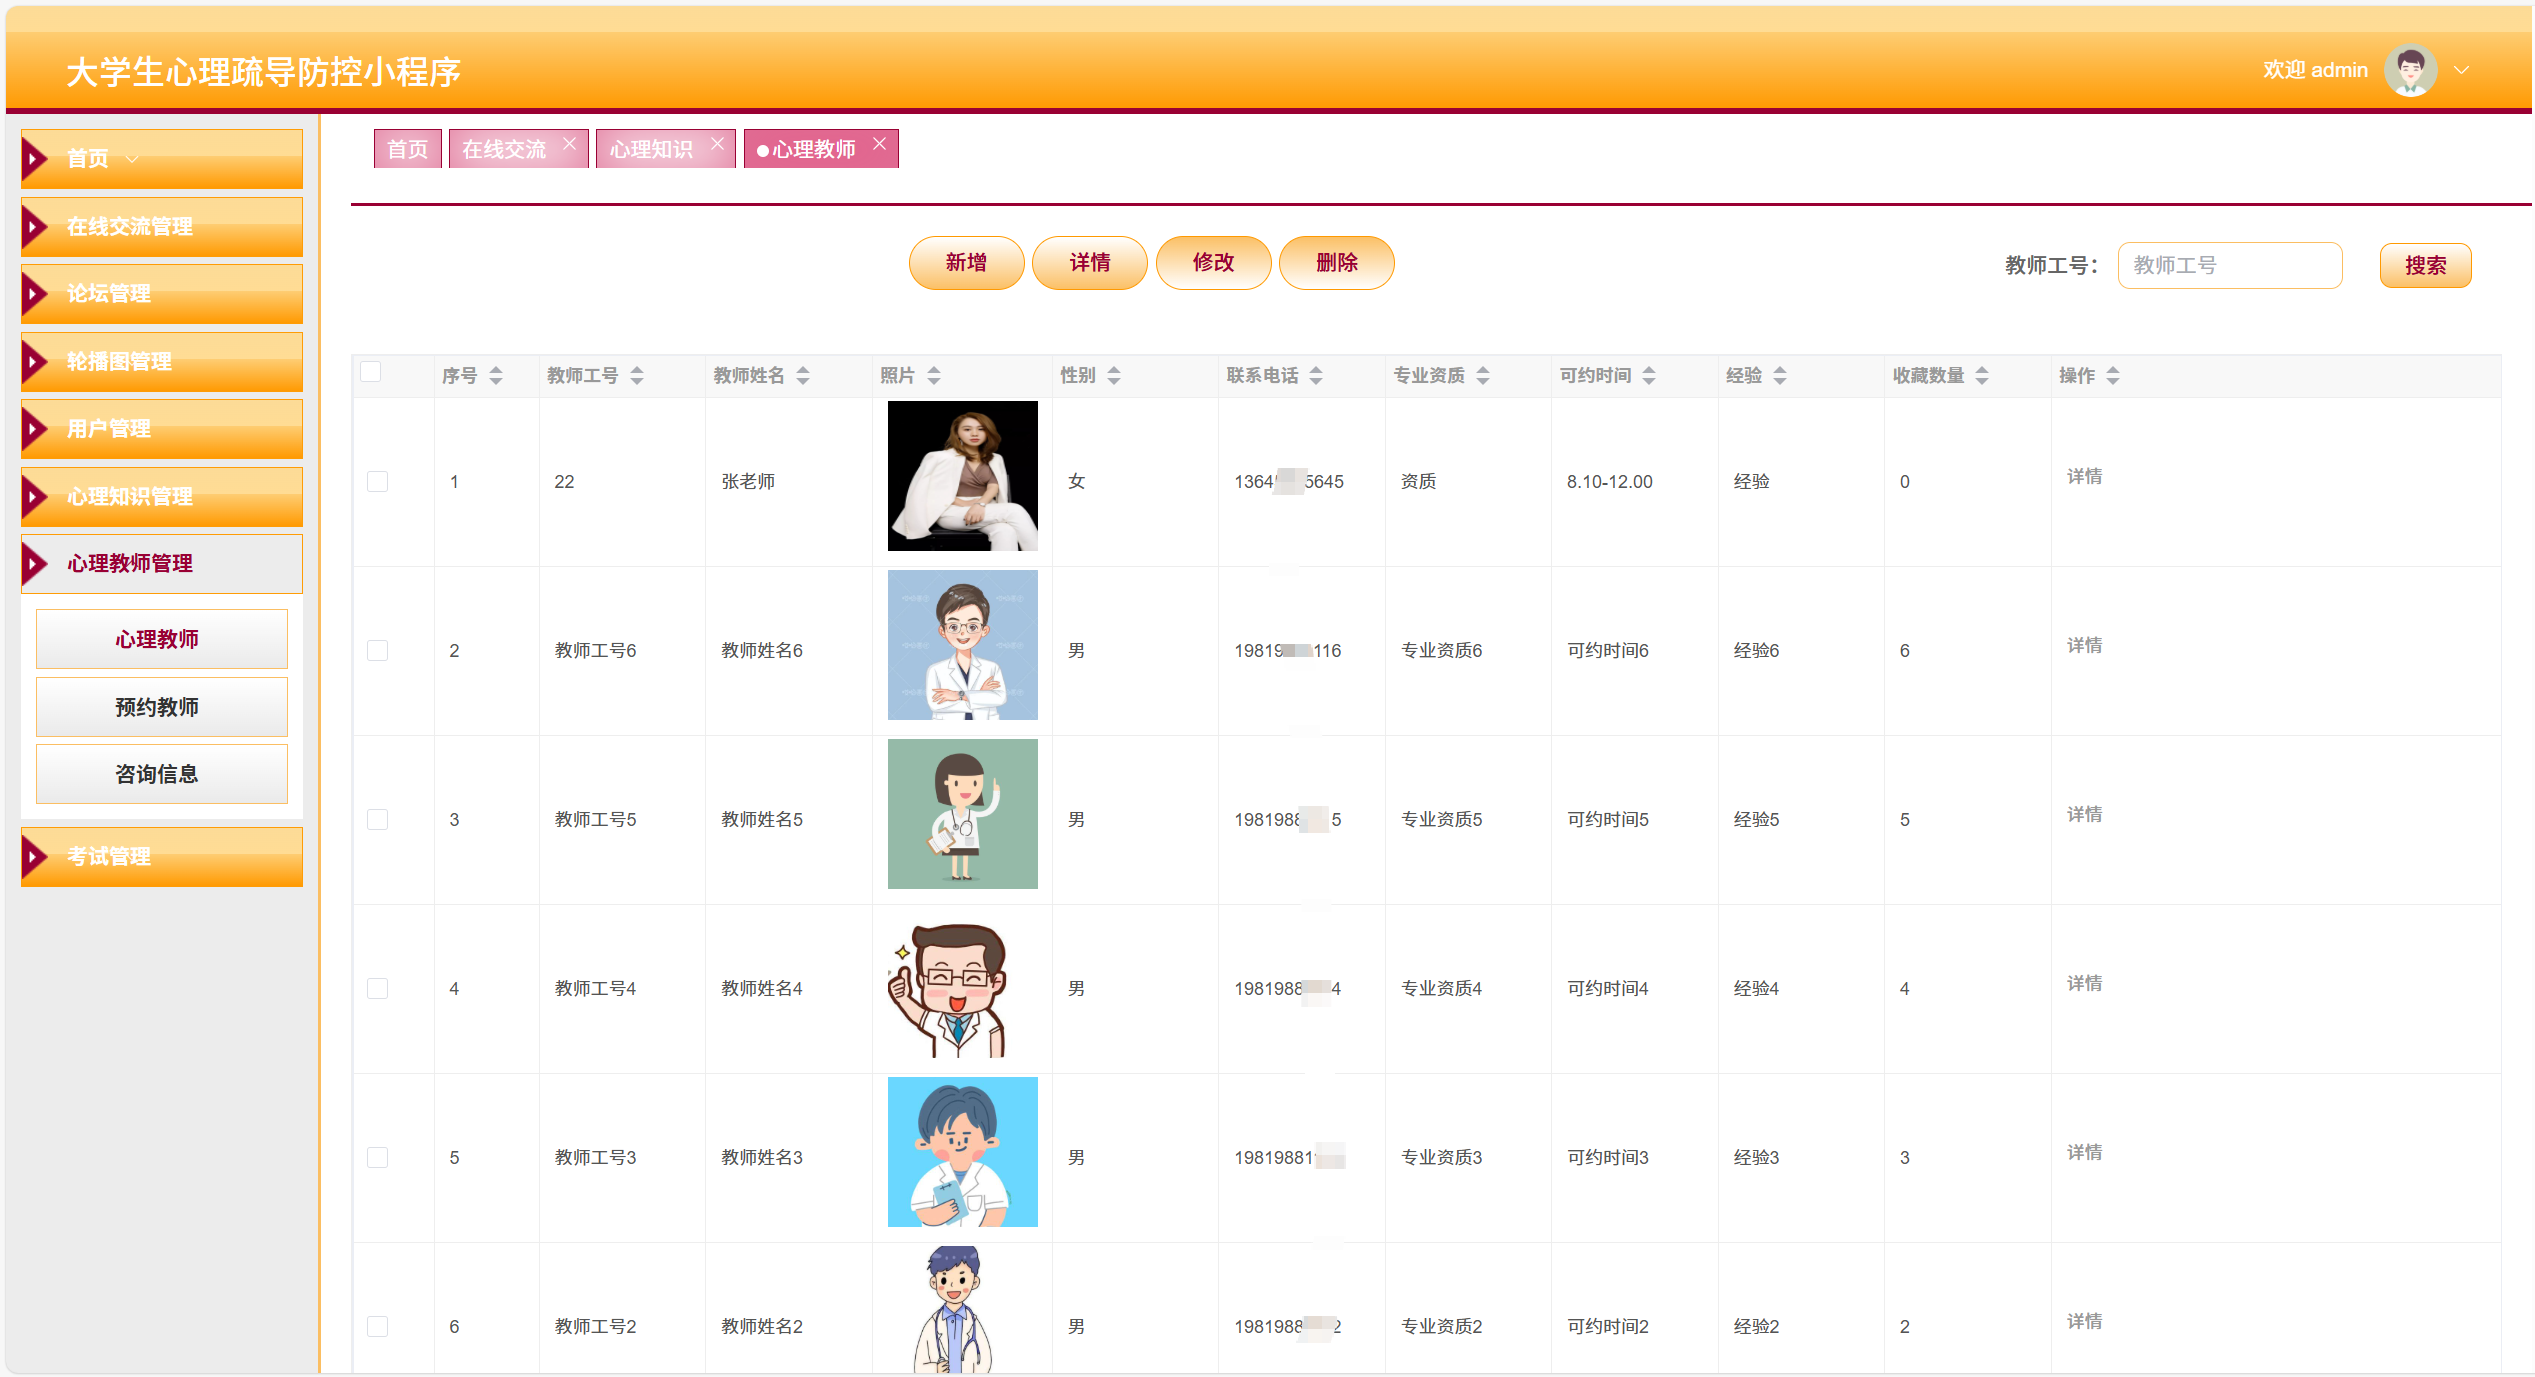 大学生心理疏导防控小程序
欢迎 admin
首页
在线交流管理
论坛管理
轮播图管理
用户管理
心理知识管理
心理教师管理
心理教师
预约教师
咨询信息
考试管理
首页 在线交流 心理知识 心理教师
新增 详情 修改 删除 教师工号： 教师工号 搜索
序号 教师工号 教师姓名 照片 性别 联系电话 专业资质 可约时间 经验 收藏数量 操作
1 22 张老师 女 1364 5645 资质 8.10-12.00 经验 0 详情
2 教师工号6 教师姓名6 男 19819 116 专业资质6 可约时间6 经验6 6 详情
3 教师工号5 教师姓名5 男 198198 5 专业资质5 可约时间5 经验5 5 详情
4 教师工号4 教师姓名4 男 1981988 4 专业资质4 可约时间4 经验4 4 详情
5 教师工号3 教师姓名3 男 19819881 专业资质3 可约时间3 经验3 3 详情
6 教师工号2 教师姓名2 男 1981988 2 专业资质2 可约时间2 经验2 2 详情